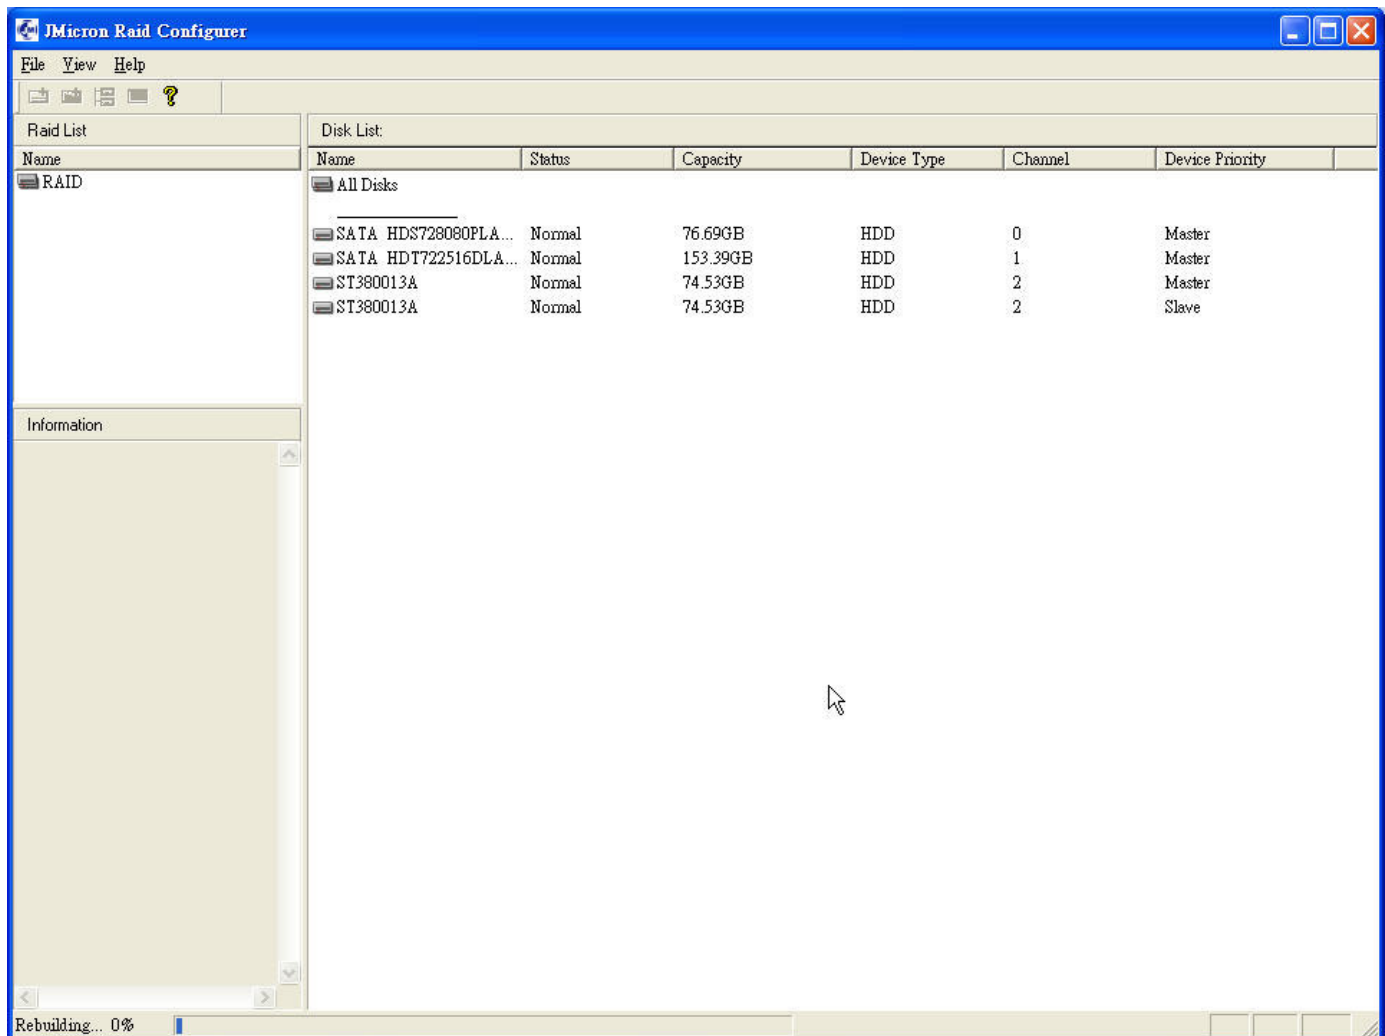 JMicron Raid Configurer
File View Help
Raid List
Name
RAID
Disk List:
Name Status Capacity Device Type Channel Device Priority
All Disks
SATA HDS728080PLA... Normal 76.69GB HDD 0 Master
SATA HDT722516DLA... Normal 153.39GB HDD 1 Master
ST380013A Normal 74.53GB HDD 2 Master
ST380013A Normal 74.53GB HDD 2 Slave
Information
Rebuilding... 0%